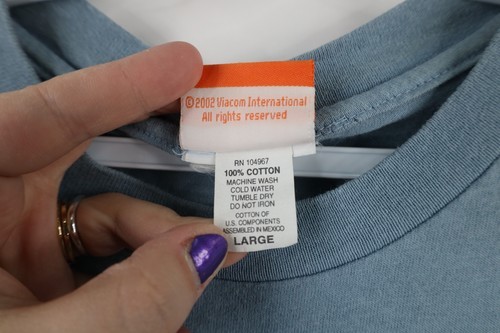 ©2002 Viacom International
All rights reserved
RN 104967
100% COTTON
MACHINE WASH
COLD WATER
TUMBLE DRY
DO NOT IRON
COTTON OF
U.S. COMPONENTS
ASSEMBLED IN MEXICO
LARGE